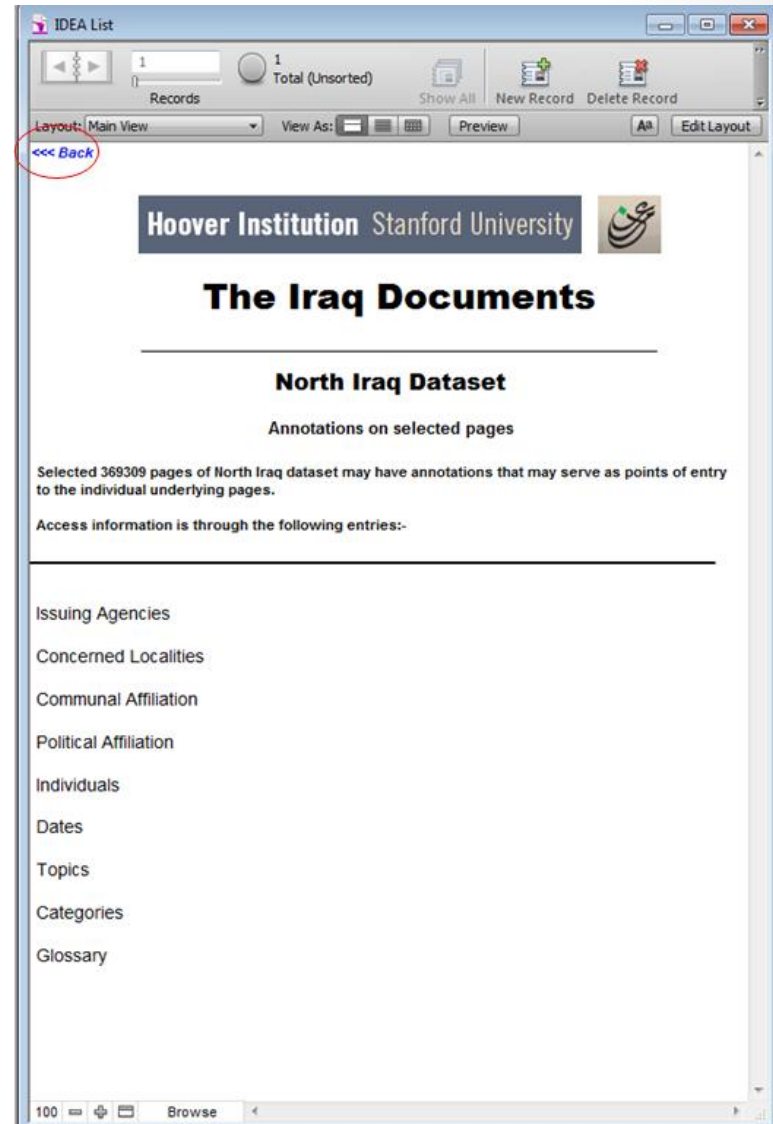 IDEA List
1
Records
1
Total (Unsorted)
Show All
New Record
Delete Record
Layout: Main View
View As:
Preview
Aa
Edit Layout
<<< Back
Hoover Institution Stanford University
The Iraq Documents
North Iraq Dataset
Annotations on selected pages
Selected 369309 pages of North Iraq dataset may have annotations that may serve as points of entry
to the individual underlying pages.
Access information is through the following entries:-
Issuing Agencies
Concerned Localities
Communal Affiliation
Political Affiliation
Individuals
Dates
Topics
Categories
Glossary
100
Browse